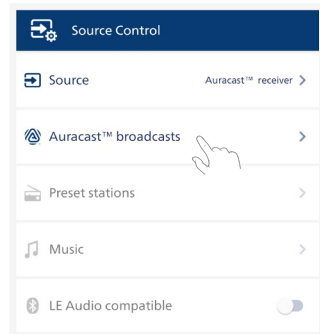 Source Control
Source Auracast™ receiver
Auracast™ broadcasts
Preset stations
Music
LE Audio compatible